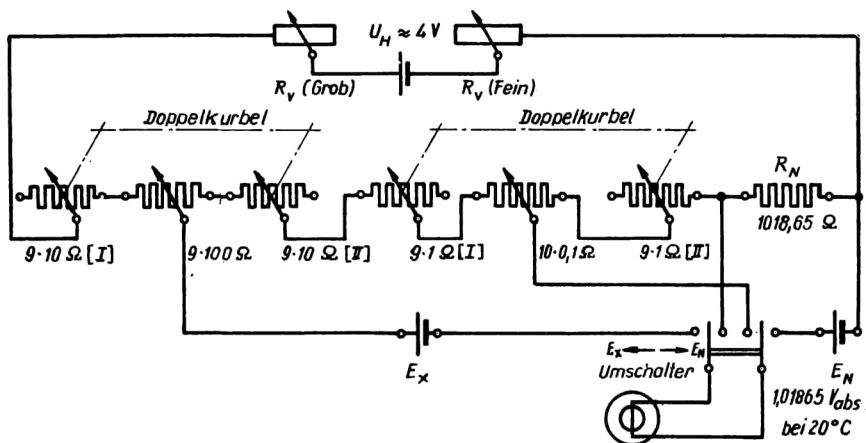 U_H ≈ 4 V
R_V (Grob)
R_V (Fein)
Doppelkurbel
Doppelkurbel
R_N
1018,65 Ω
9·10 Ω [I]
9·100 Ω
9·10 Ω [II]
9·1 Ω [I]
10·0,1 Ω
9·1 Ω [II]
E_x
E_x
E_N
Umschalter
E_N
1,01865 V_abs
bei 20°C